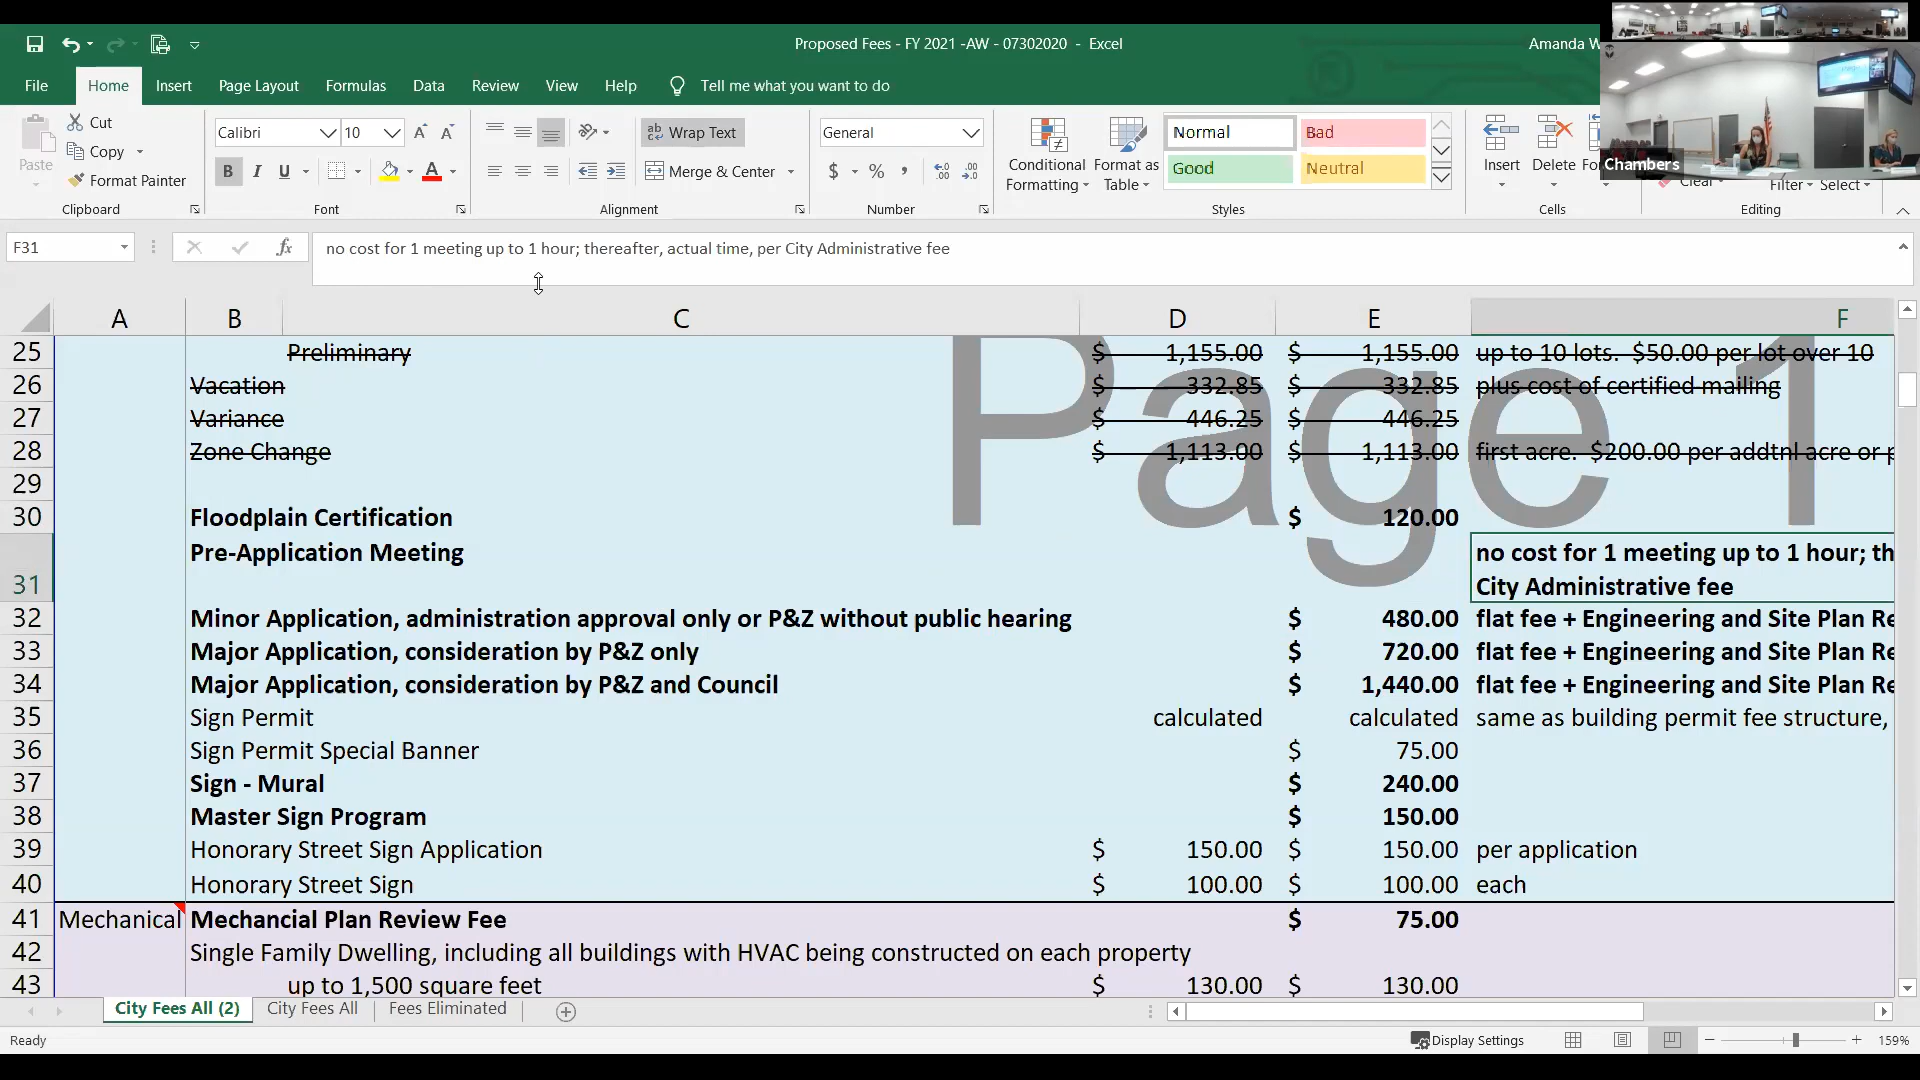 Proposed Fees - FY 2021 -AW - 07302020 - Excel
Amanda W
File Home Insert Page Layout Formulas Data Review View Help Tell me what you want to do
Paste
Cut
Copy
Format Painter
Clipboard
Calibri 10
B I U
Font
Wrap Text
Merge & Center
Alignment
General
$ % ,
Number
Conditional Formatting
Format as Table
Normal Bad
Good Neutral
Styles
Insert Delete
Cells
Clear
Filter Select
Editing
Chambers
F31 fx no cost for 1 meeting up to 1 hour; thereafter, actual time, per City Administrative fee
A B C D E F
Page 1
25 Preliminary $ 1,155.00 $ 1,155.00 up to 10 lots. $50.00 per lot over 10
26 Vacation $ 332.85 $ 332.85 plus cost of certified mailing
27 Variance $ 446.25 $ 446.25
28 Zone Change $ 1,113.00 $ 1,113.00 first acre. $200.00 per addtnl acre or
29
30 Floodplain Certification $ 120.00
31 Pre-Application Meeting no cost for 1 meeting up to 1 hour; th
City Administrative fee
32 Minor Application, administration approval only or P&Z without public hearing $ 480.00 flat fee + Engineering and Site Plan Re
33 Major Application, consideration by P&Z only $ 720.00 flat fee + Engineering and Site Plan Re
34 Major Application, consideration by P&Z and Council $ 1,440.00 flat fee + Engineering and Site Plan Re
35 Sign Permit calculated calculated same as building permit fee structure,
36 Sign Permit Special Banner $ 75.00
37 Sign - Mural $ 240.00
38 Master Sign Program $ 150.00
39 Honorary Street Sign Application $ 150.00 $ 150.00 per application
40 Honorary Street Sign $ 100.00 $ 100.00 each
41 Mechanical Mechancial Plan Review Fee $ 75.00
42 Single Family Dwelling, including all buildings with HVAC being constructed on each property
43 up to 1,500 square feet $ 130.00 $ 130.00
City Fees All (2) City Fees All Fees Eliminated
Ready Display Settings 159%